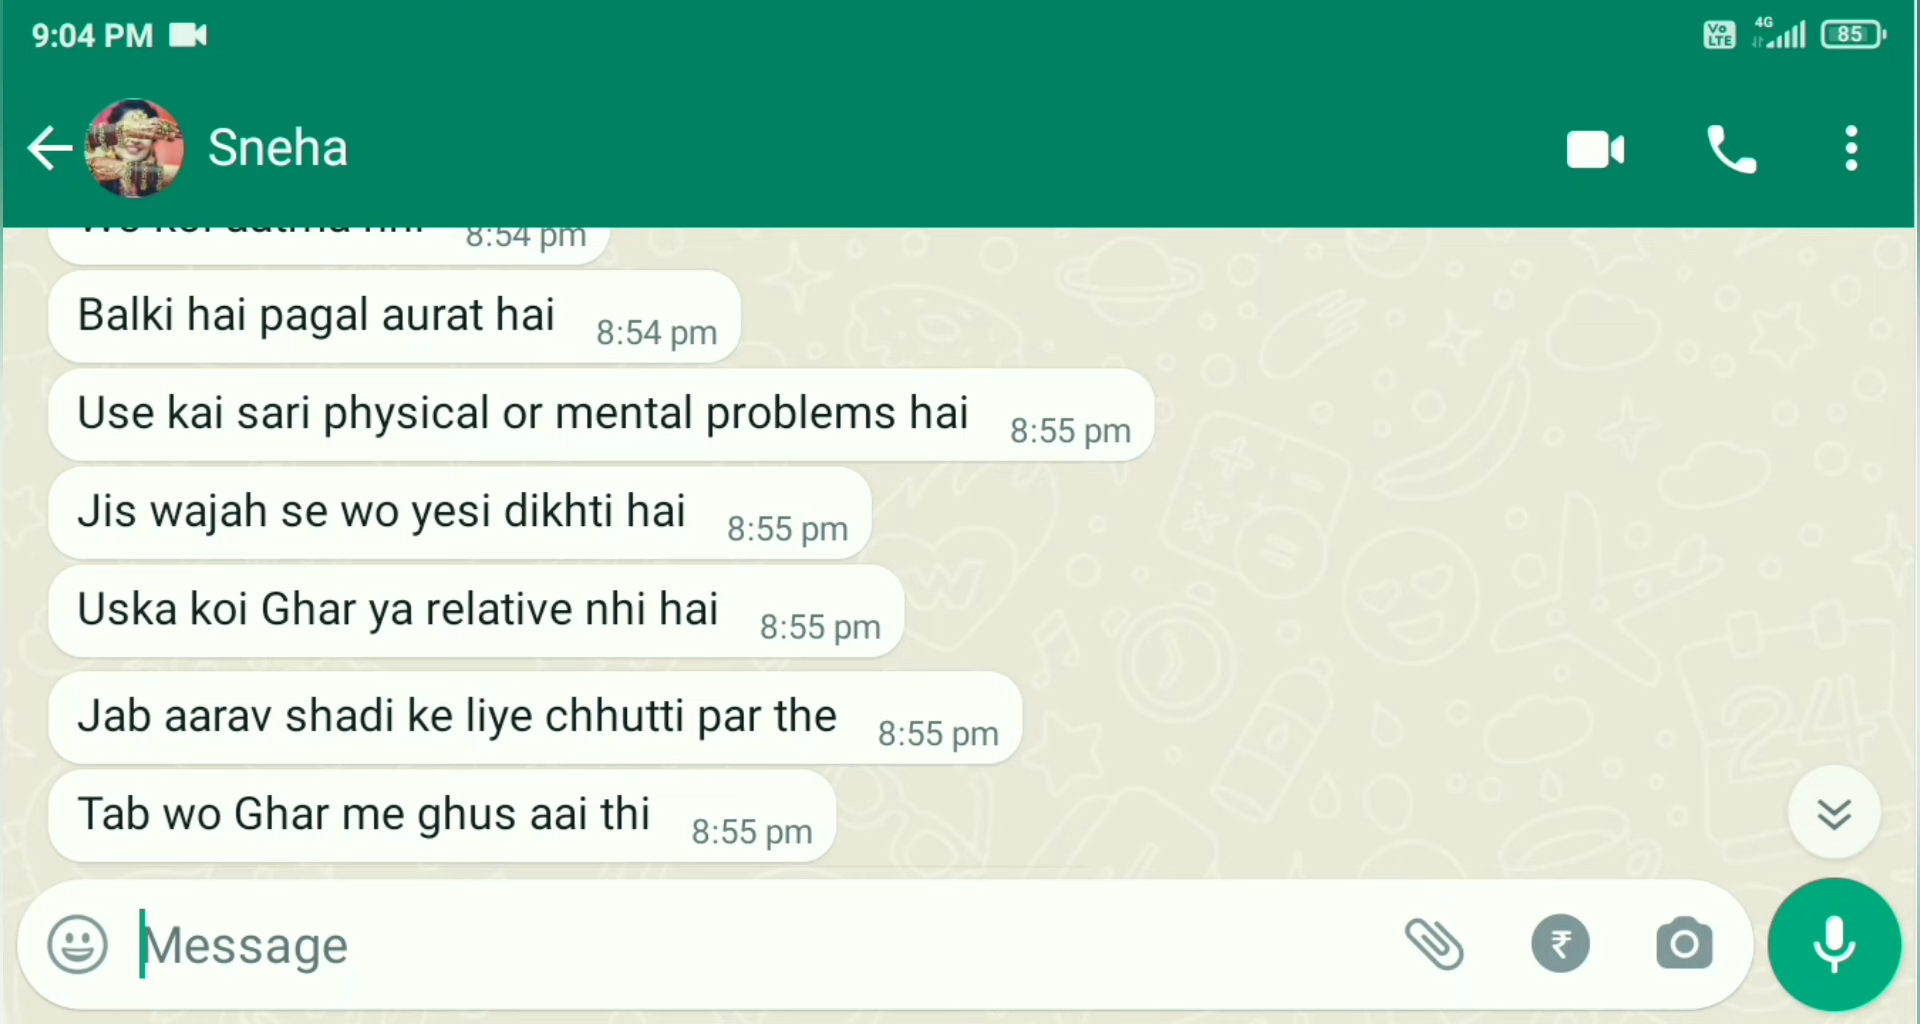 9:04 PM
Vo LTE
4G
85
Sneha
8:54 pm
Balki hai pagal aurat hai 8:54 pm
Use kai sari physical or mental problems hai 8:55 pm
Jis wajah se wo yesi dikhti hai 8:55 pm
Uska koi Ghar ya relative nhi hai 8:55 pm
Jab aarav shadi ke liye chhutti par the 8:55 pm
Tab wo Ghar me ghus aai thi 8:55 pm
Message
₹